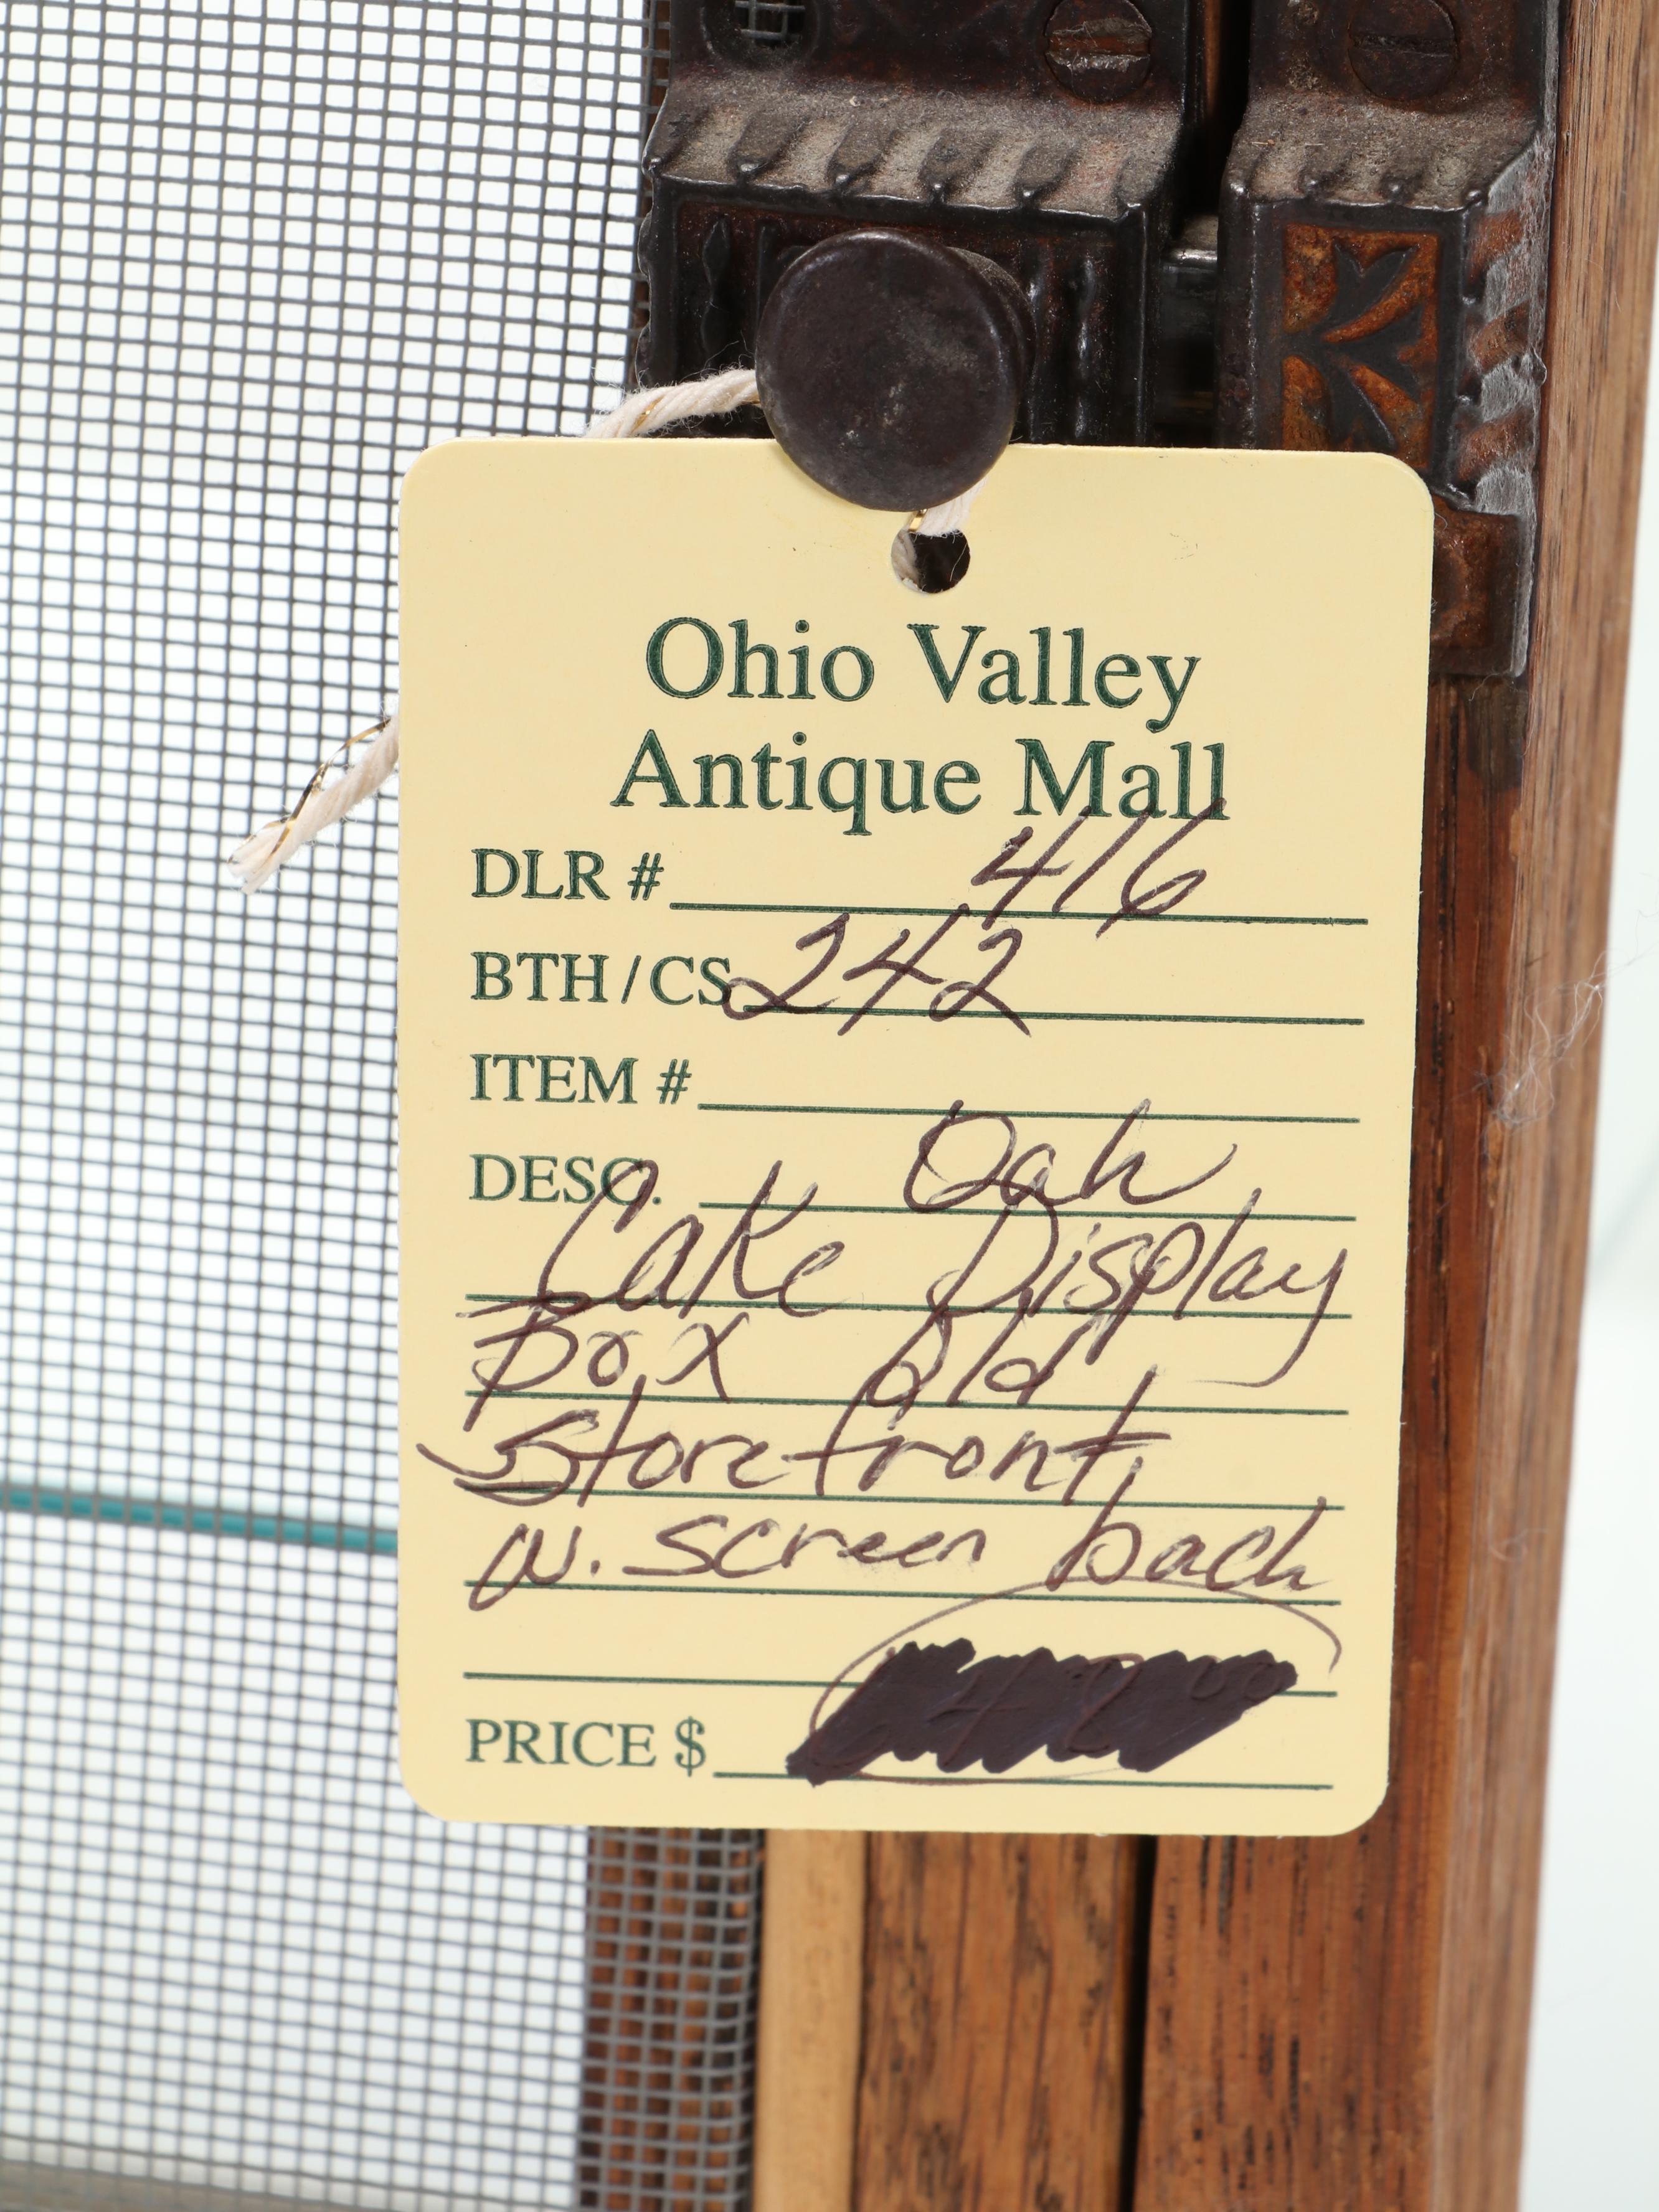 Ohio Valley
Antique Mall
DLR # 416
BTH/CS 242
ITEM #
DESC. Oak
Cake Display
Box Old
Storefront,
w. screen back
PRICE $